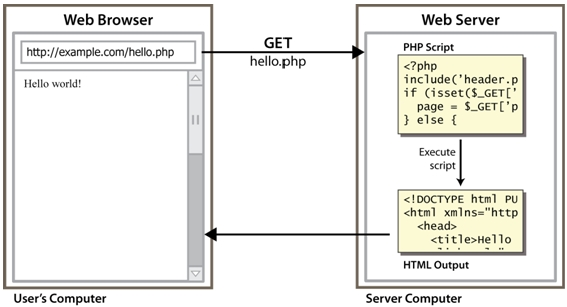 Web Browser
http://example.com/hello.php
Hello world!
User's Computer
GET
hello.php
Web Server
PHP Script
<?php
include('header.p
if (isset($_GET['
page = $_GET['p
} else {
Execute
script
<!DOCTYPE html PU
<html xmlns="http
<head>
<title>Hello
HTML Output
Server Computer